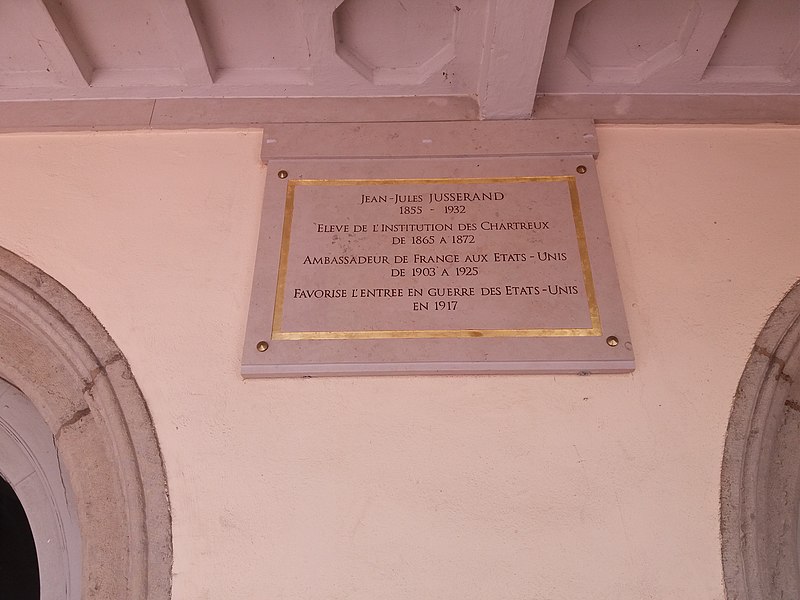 Jean-Jules JUSSERAND
1855 - 1932
Eleve de l'Institution des Chartreux
de 1865 a 1872
Ambassadeur de France aux Etats-Unis
de 1903 a 1925
Favorise l'entree en guerre des Etats-Unis
en 1917